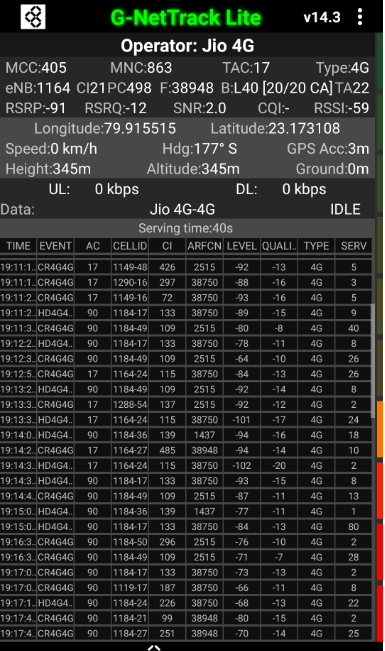 G-NetTrack Lite v14.3
Operator: Jio 4G
MCC:405 MNC:863 TAC:17 Type:4G
eNB:1164 CI21 PC498 F:38948 B:L40 [20/20 CA] TA22
RSRP:-91 RSRQ:-12 SNR:2.0 CQI:- RSSI:-59
Longitude:79.915515 Latitude:23.173108
Speed:0 km/h Hdg:177° S GPS Acc:3m
Height:345m Altitude:345m Ground:0m
UL: 0 kbps DL: 0 kbps
Data: Jio 4G-4G IDLE
Serving time:40s
TIME EVENT AC CELLID CI ARFCN LEVEL QUALI.. TYPE SERV
19:11:1.. CR4G4G 17 1149-48 426 2515 -92 -13 4G 5
19:11:1.. CR4G4G 17 1290-16 297 38750 -88 -16 4G 3
19:11:2.. CR4G4G 17 1149-16 72 38750 -93 -16 4G 5
19:11:2.. HD4G4.. 90 1184-17 133 38750 -89 -15 4G 9
19:11:3.. CR4G4G 90 1184-49 109 2515 -80 -8 4G 40
19:12:2.. HD4G4.. 90 1184-17 133 38750 -78 -11 4G 8
19:12:3.. CR4G4G 90 1184-49 109 2515 -64 -10 4G 26
19:12:5.. CR4G4G 17 1164-24 115 38750 -84 -13 4G 26
19:13:2.. HD4G4.. 90 1184-49 109 2515 -92 -14 4G 8
19:13:3.. CR4G4G 17 1288-54 137 2515 -92 -12 4G 2
19:13:3.. HD4G4.. 17 1164-24 115 38750 -101 -17 4G 24
19:14:0.. HD4G4.. 90 1184-36 139 1437 -94 -16 4G 18
19:14:2.. CR4G4G 17 1164-27 485 38948 -94 -14 4G 10
19:14:3.. HD4G4.. 17 1164-24 115 38750 -102 -20 4G 2
19:14:3.. HD4G4.. 90 1184-17 133 38750 -93 -15 4G 8
19:14:4.. CR4G4G 90 1184-49 109 2515 -87 -11 4G 13
19:15:0.. HD4G4.. 90 1184-36 139 1437 -77 -11 4G 1
19:15:0.. HD4G4.. 90 1184-17 133 38750 -84 -13 4G 80
19:16:3.. CR4G4G 90 1184-50 296 2515 -76 -10 4G 2
19:16:3.. CR4G4G 90 1184-49 109 2515 -71 -7 4G 28
19:17:0.. CR4G4G 90 1184-17 133 38750 -73 -13 4G 2
19:17:0.. CR4G4G 90 1119-17 187 38750 -66 -11 4G 8
19:17:1.. HD4G4.. 90 1184-24 226 38750 -68 -13 4G 22
19:17:4.. CR4G4G 90 1184-21 99 38948 -80 -15 4G 2
19:17:4.. CR4G4G 90 1184-27 251 38948 -70 -14 4G 25